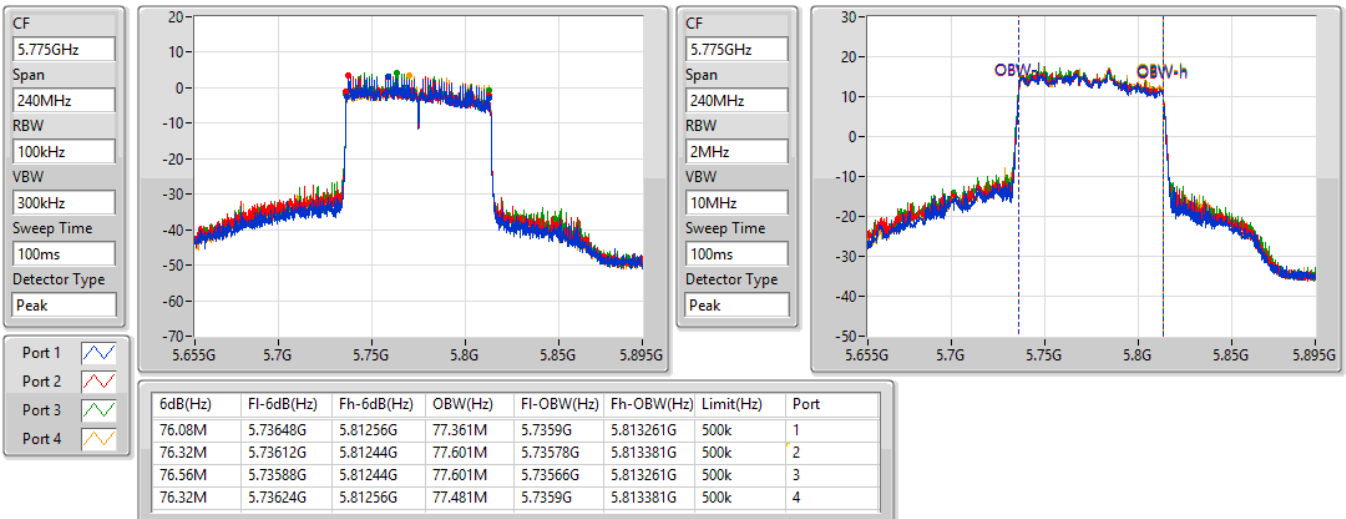 CF
5.775GHz
Span
240MHz
RBW
100kHz
VBW
300kHz
Sweep Time
100ms
Detector Type
Peak
20
10
0
-10
-20
-30
-40
-50
-60
-70
5.655G 5.7G 5.75G 5.8G 5.85G 5.895G
CF
5.775GHz
Span
240MHz
RBW
2MHz
VBW
10MHz
Sweep Time
100ms
Detector Type
Peak
30
20
10
0
-10
-20
-30
-40
-50
OBW-l OBW-h
5.655G 5.7G 5.75G 5.8G 5.85G 5.895G
Port 1
Port 2
Port 3
Port 4
6dB(Hz) Fl-6dB(Hz) Fh-6dB(Hz) OBW(Hz) Fl-OBW(Hz) Fh-OBW(Hz) Limit(Hz) Port
76.08M 5.73648G 5.81256G 77.361M 5.7359G 5.813261G 500k 1
76.32M 5.73612G 5.81244G 77.601M 5.73578G 5.813381G 500k 2
76.56M 5.73588G 5.81244G 77.601M 5.73566G 5.813261G 500k 3
76.32M 5.73624G 5.81256G 77.481M 5.7359G 5.813381G 500k 4